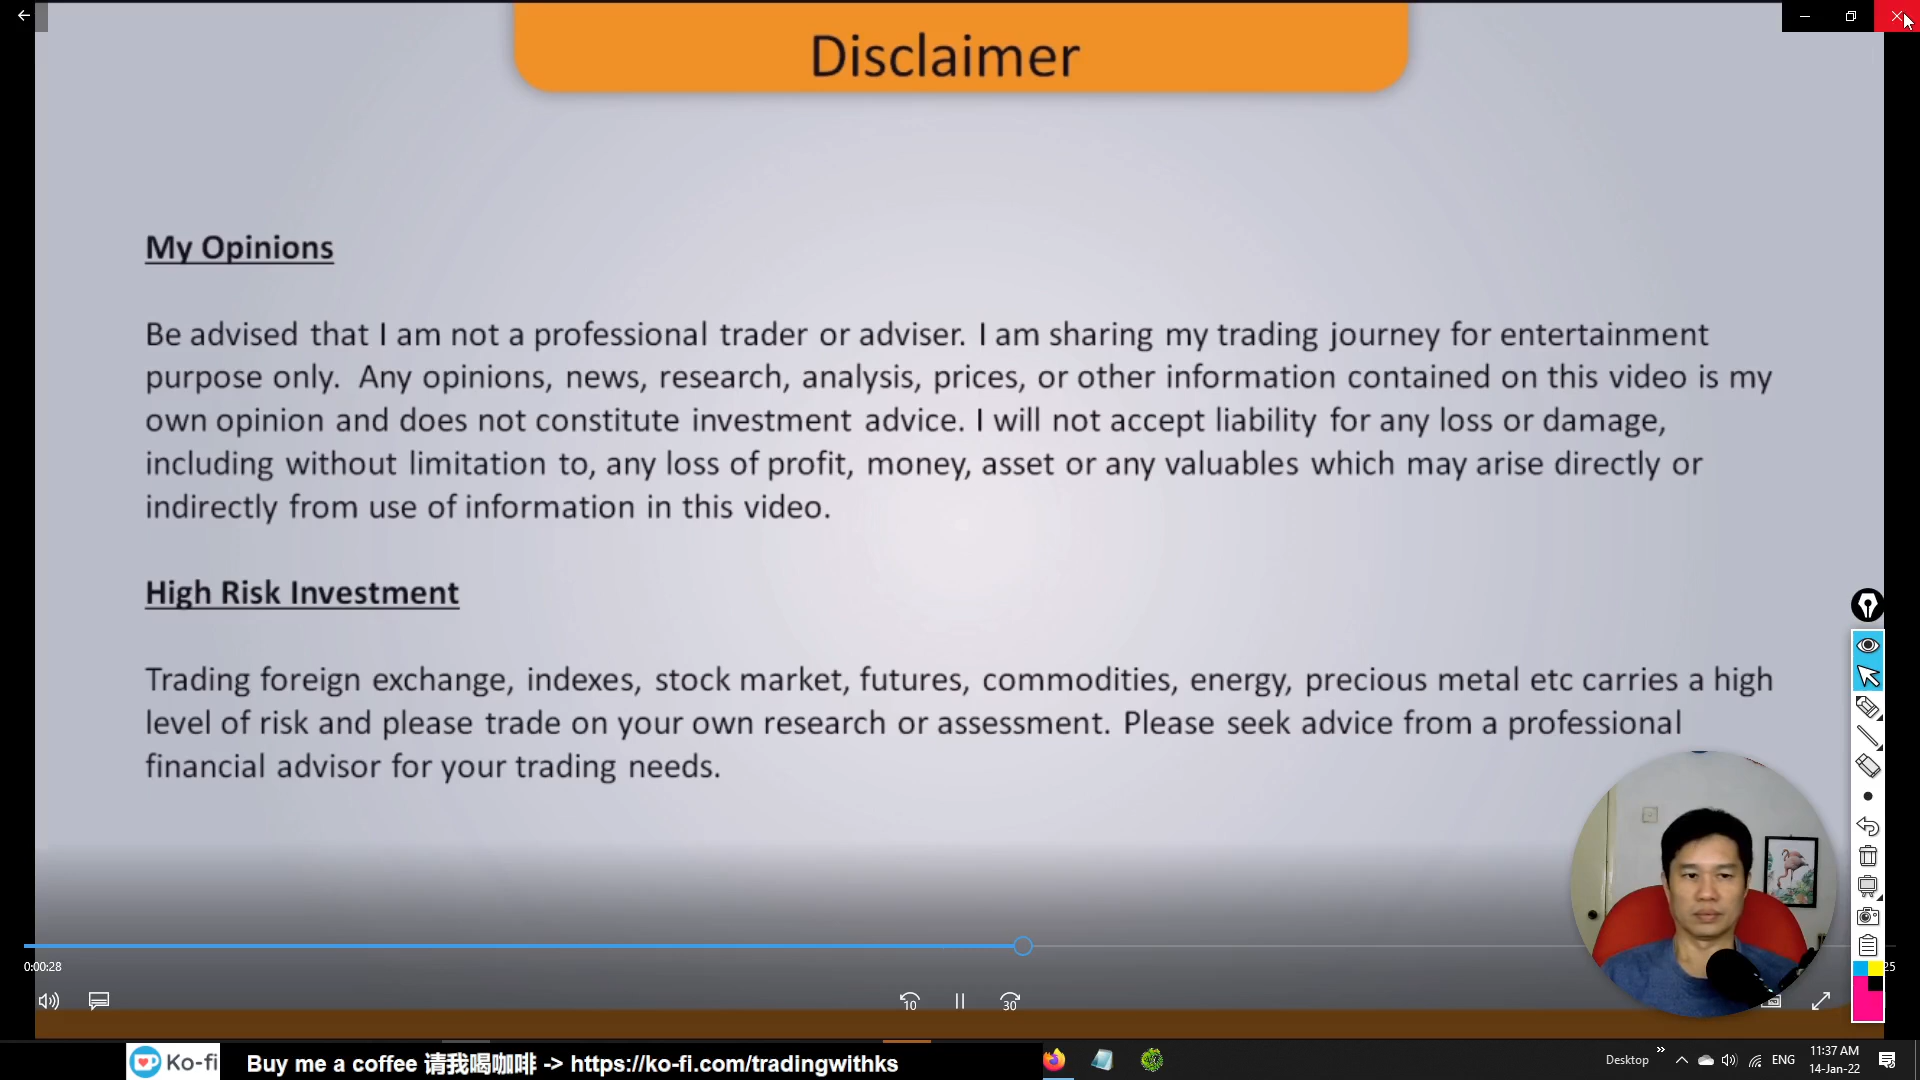 Disclaimer
My Opinions
Be advised that I am not a professional trader or adviser. I am sharing my trading journey for entertainment
purpose only. Any opinions, news, research, analysis, prices, or other information contained on this video is my
own opinion and does not constitute investment advice. I will not accept liability for any loss or damage,
including without limitation to, any loss of profit, money, asset or any valuables which may arise directly or
indirectly from use of information in this video.
High Risk Investment
Trading foreign exchange, indexes, stock market, futures, commodities, energy, precious metal etc carries a high
level of risk and please trade on your own research or assessment. Please seek advice from a professional
financial advisor for your trading needs.
0:00:28
25
10
30
Ko-fi
Buy me a coffee 请我喝咖啡 -> https://ko-fi.com/tradingwithks
Desktop
ENG
11:37 AM
14-Jan-22